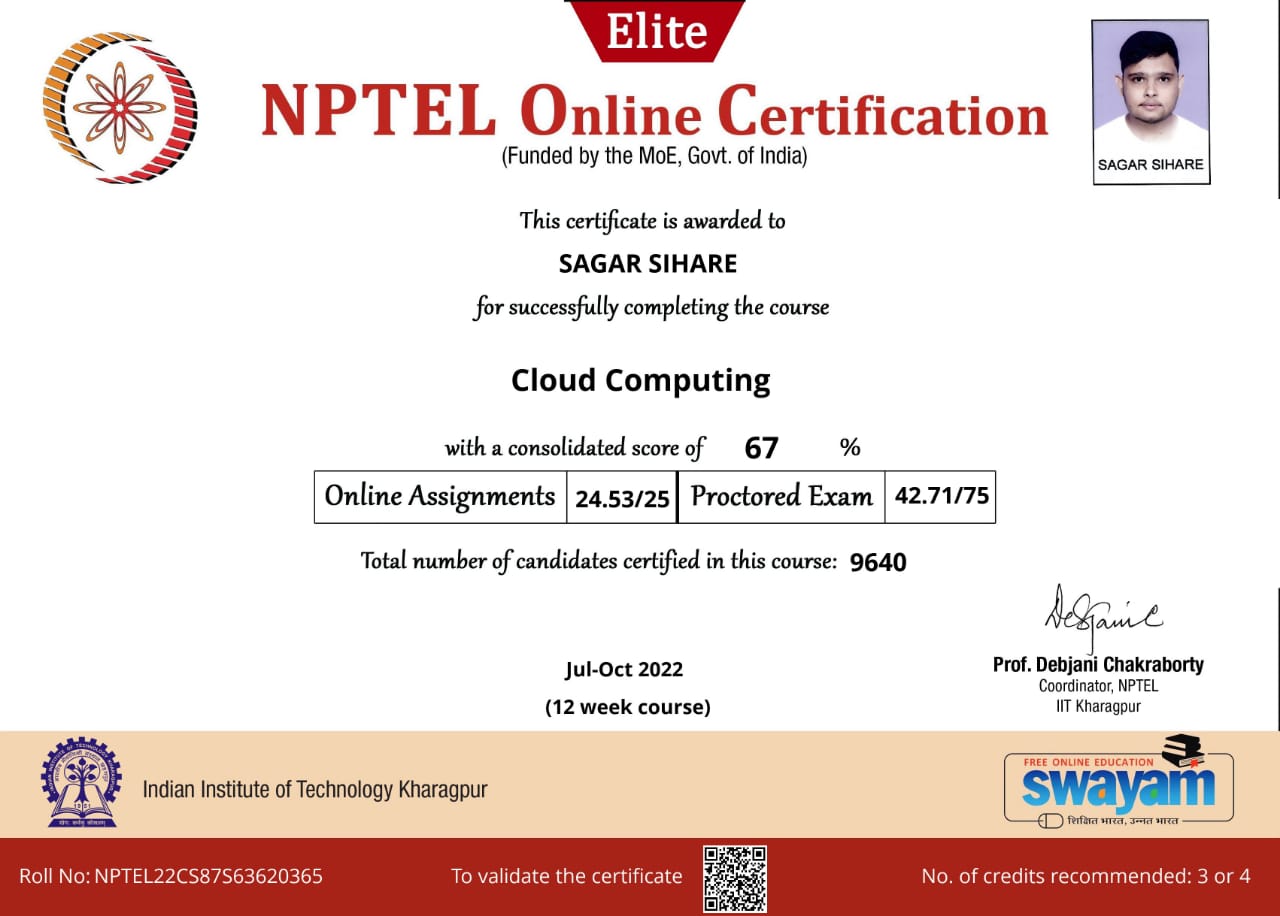 Elite
NPTEL Online Certification
(Funded by the MoE, Govt. of India)
SAGAR SIHARE
This certificate is awarded to
SAGAR SIHARE
for successfully completing the course
Cloud Computing
with a consolidated score of 67 %
Online Assignments 24.53/25 Proctored Exam 42.71/75
Total number of candidates certified in this course: 9640
Jul-Oct 2022
(12 week course)
Prof. Debjani Chakraborty
Coordinator, NPTEL
IIT Kharagpur
Indian Institute of Technology Kharagpur
FREE ONLINE EDUCATION
swayam
शिक्षित भारत, उन्नत भारत
Roll No: NPTEL22CS87S63620365
To validate the certificate
No. of credits recommended: 3 or 4